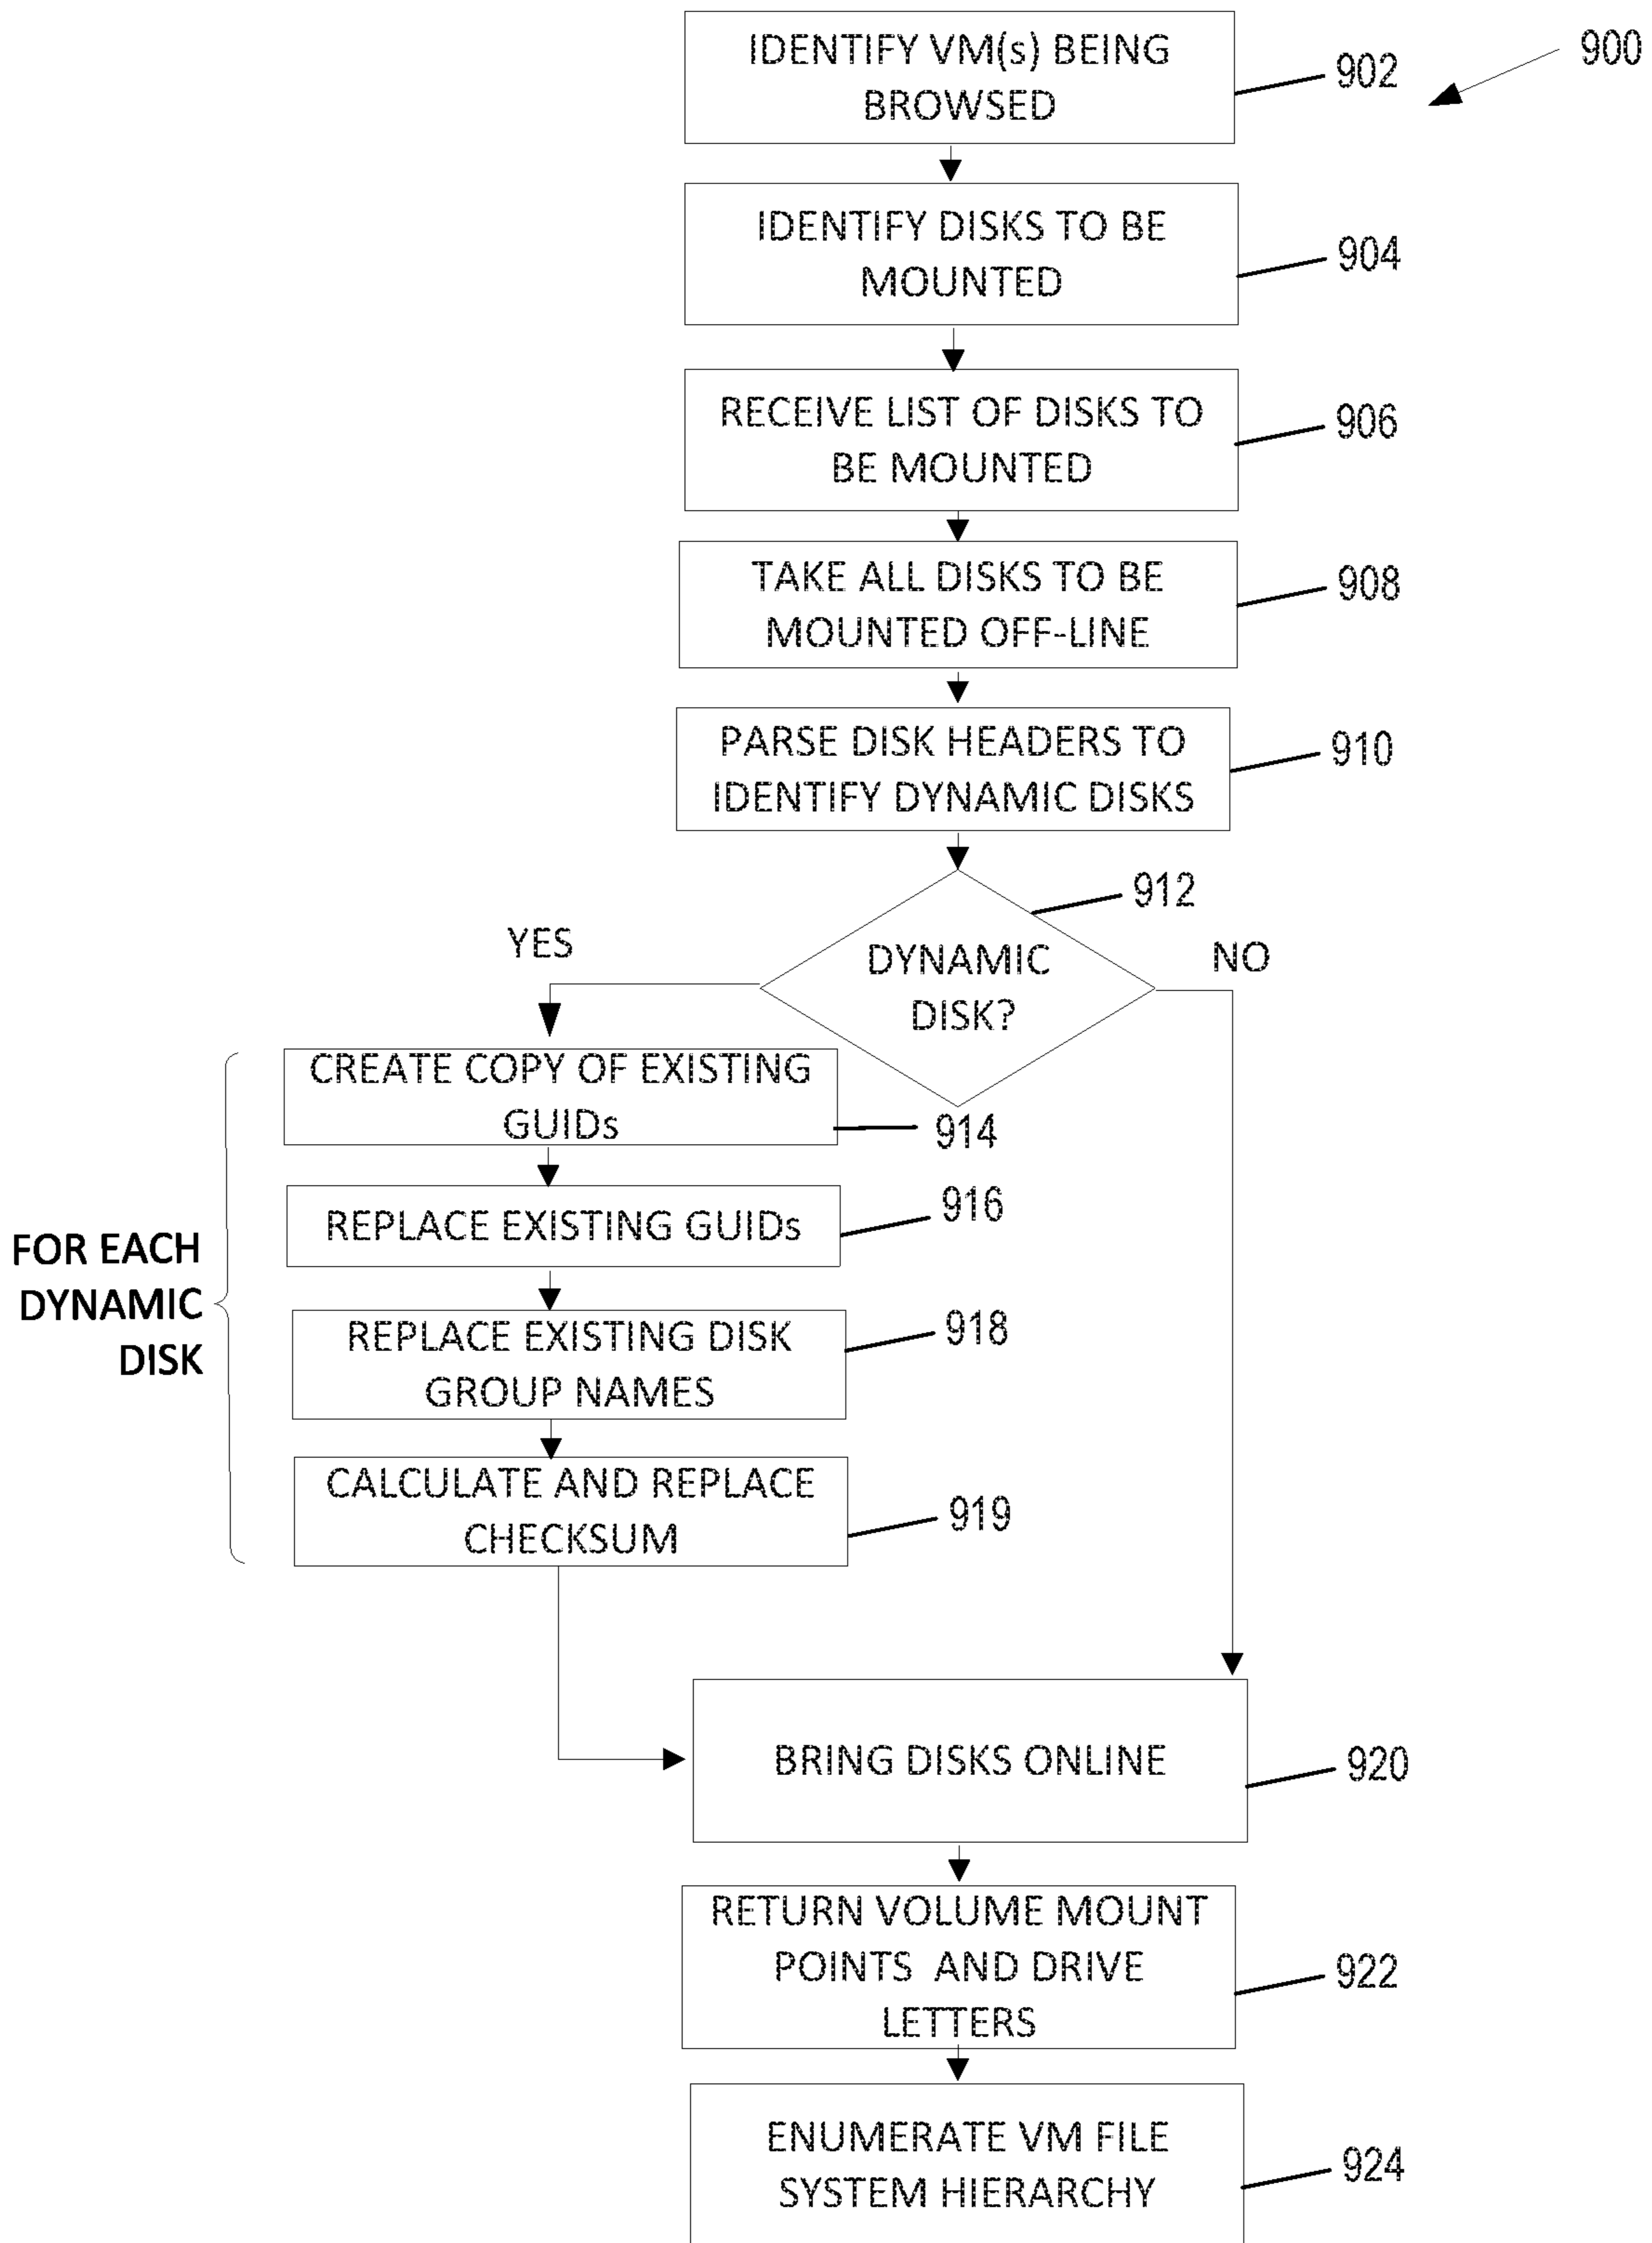 IDENTIFY VM(s) BEING
BROWSED
902
900
IDENTIFY DISKS TO BE
MOUNTED
904
RECEIVE LIST OF DISKS TO
BE MOUNTED
906
TAKE ALL DISKS TO BE
MOUNTED OFF-LINE
908
PARSE DISK HEADERS TO
IDENTIFY DYNAMIC DISKS
910
912
YES
DYNAMIC
DISK?
NO
CREATE COPY OF EXISTING
GUIDs
914
REPLACE EXISTING GUIDs
916
FOR EACH
DYNAMIC
DISK
REPLACE EXISTING DISK
GROUP NAMES
918
CALCULATE AND REPLACE
CHECKSUM
919
BRING DISKS ONLINE
920
RETURN VOLUME MOUNT
POINTS  AND DRIVE
LETTERS
922
ENUMERATE VM FILE
SYSTEM HIERARCHY
924